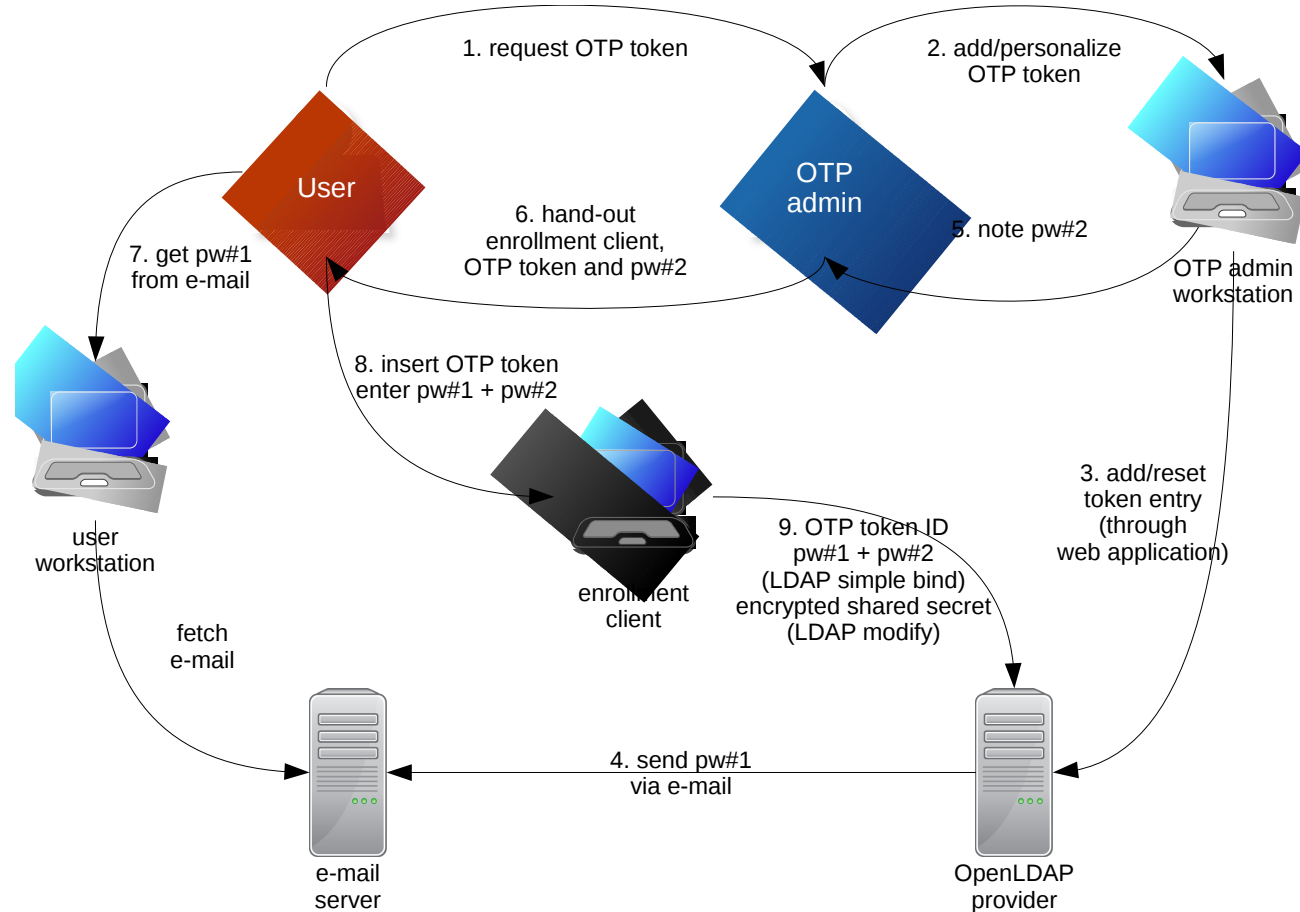 1. request OTP token
2. add/personalize
OTP token
User
OTP
admin
6. hand-out
enrollment client,
OTP token and pw#2
5. note pw#2
7. get pw#1
from e-mail
OTP admin
workstation
8. insert OTP token
enter pw#1 + pw#2
3. add/reset
token entry
(through
web application)
user
workstation
9. OTP token ID
pw#1 + pw#2
(LDAP simple bind)
encrypted shared secret
(LDAP modify)
enrollment
client
fetch
e-mail
4. send pw#1
via e-mail
e-mail
server
OpenLDAP
provider